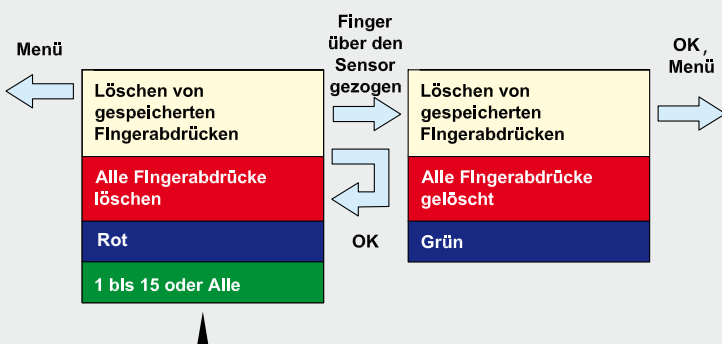 Menü
Finger
über den
Sensor
gezogen
OK,
Menü
Löschen von
gespeicherten
FIngerabdrücken
Alle FIngerabdrücke
löschen
Rot
1 bIs 15 oder Alle
OK
Löschen von
gespeicherten
FIngerabdrücken
Alle FIngerabdrücke
gelöscht
Grün